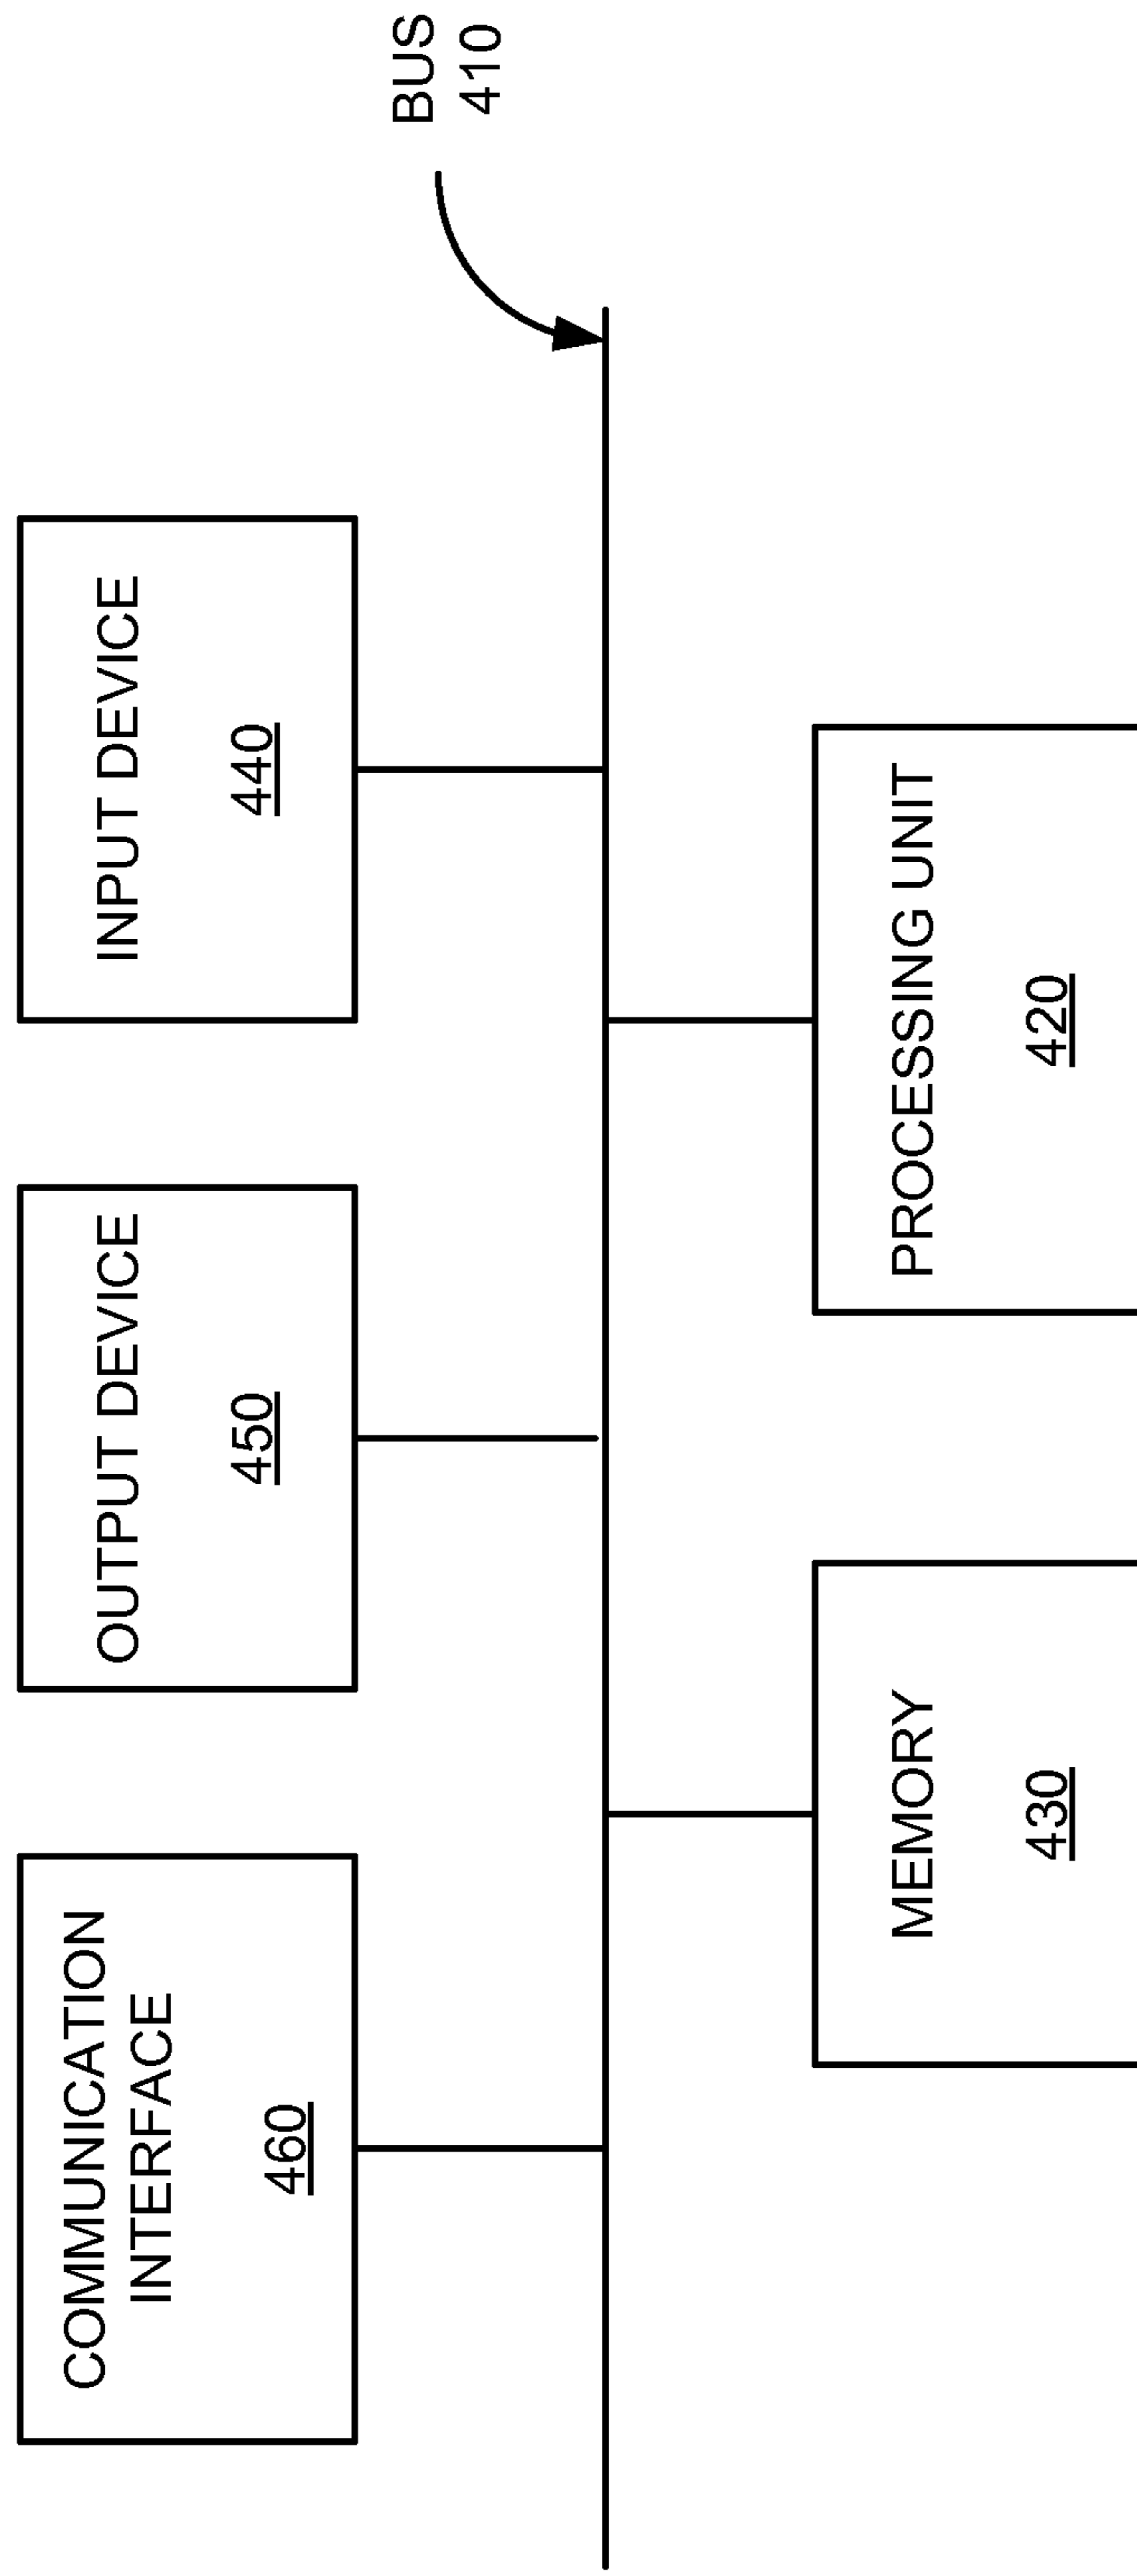 COMMUNICATION
INTERFACE
460
OUTPUT DEVICE
450
INPUT DEVICE
440
BUS
410
MEMORY
430
PROCESSING UNIT
420